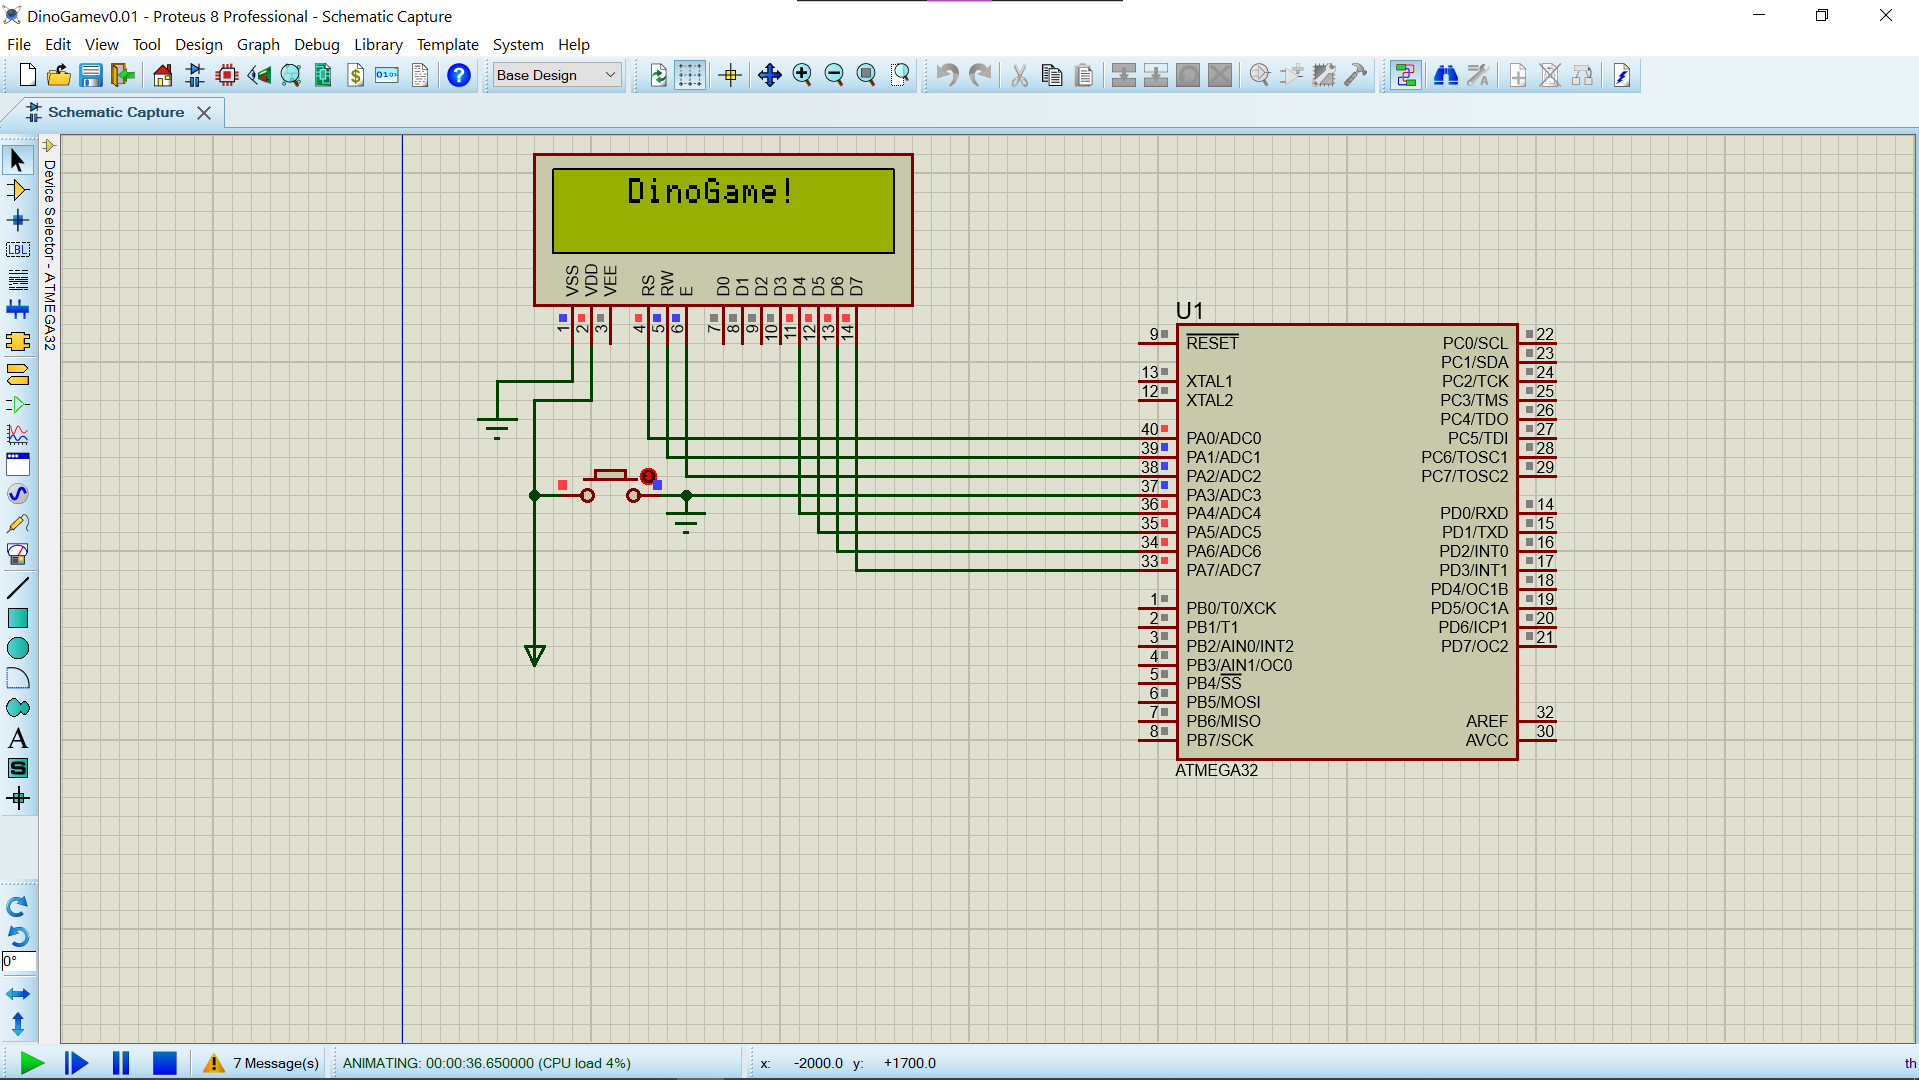 DinoGamev0.01 - Proteus 8 Professional - Schematic Capture
File Edit View Tool Design Graph Debug Library Template System Help
Base Design
Schematic Capture
Device Selector - ATMEGA32
LBL
A
S
0°
DinoGame!
VSS VDD VEE RS RW E D0 D1 D2 D3 D4 D5 D6 D7
1 2 3 4 5 6 7 8 9 10 11 12 13 14
U1
9 RESET PC0/SCL 22
PC1/SDA 23
13 XTAL1 PC2/TCK 24
12 XTAL2 PC3/TMS 25
PC4/TDO 26
40 PA0/ADC0 PC5/TDI 27
39 PA1/ADC1 PC6/TOSC1 28
38 PA2/ADC2 PC7/TOSC2 29
37 PA3/ADC3
36 PA4/ADC4 PD0/RXD 14
35 PA5/ADC5 PD1/TXD 15
34 PA6/ADC6 PD2/INT0 16
33 PA7/ADC7 PD3/INT1 17
PD4/OC1B 18
1 PB0/T0/XCK PD5/OC1A 19
2 PB1/T1 PD6/ICP1 20
3 PB2/AIN0/INT2 PD7/OC2 21
4 PB3/AIN1/OC0
5 PB4/SS
6 PB5/MOSI
7 PB6/MISO AREF 32
8 PB7/SCK AVCC 30
ATMEGA32
7 Message(s) ANIMATING: 00:00:36.650000 (CPU load 4%) x: -2000.0 y: +1700.0 th